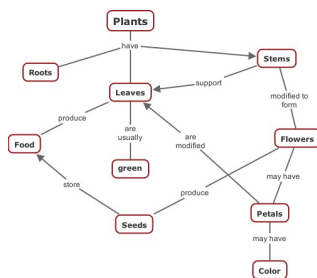 Plants
have
Roots
Stems
support
Leaves
modified to
form
produce
are
usually
are
modified
Food
Flowers
green
may have
store
produce
Petals
Seeds
may have
Color